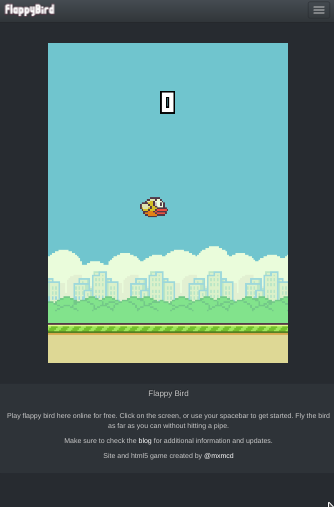 FlappyBird
0
Flappy Bird
Play flappy bird here online for free. Click on the screen, or use your spacebar to get started. Fly the bird
as far as you can without hitting a pipe.
Make sure to check the blog for additional information and updates.
Site and html5 game created by @mxmcd